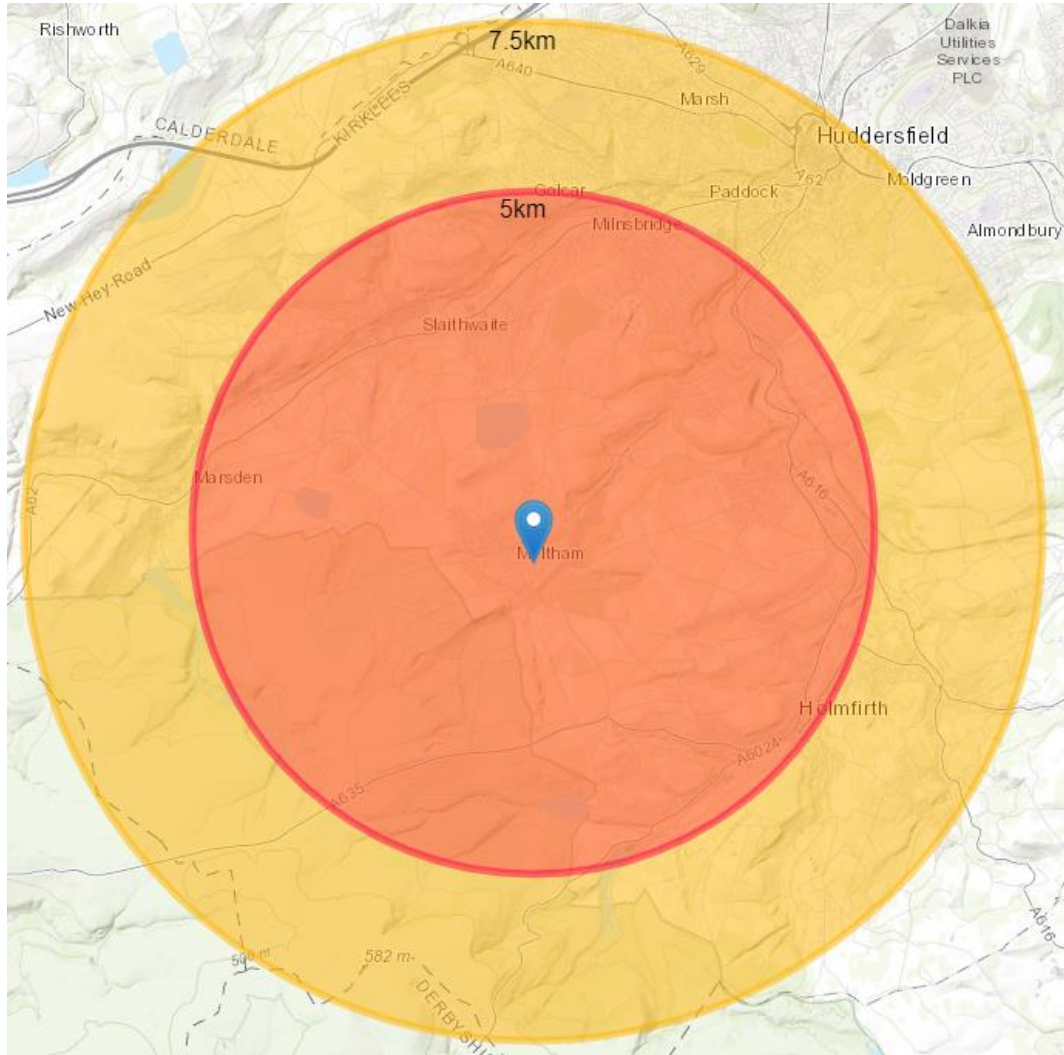 Rishworth
Dalkia
Utilities
Services
PLC
7.5km
A640
A629
Marsh
CALDERDALE
KIRKLEES
Huddersfield
A62
Moldgreen
Paddock
Golcar
5km
Milnsbridge
Almondbury
New Hey Road
Slaithwaite
Marsden
A62
A616
Meltham
Holmfirth
A6024
A635
A616
500 m
582 m
DERBYSHI